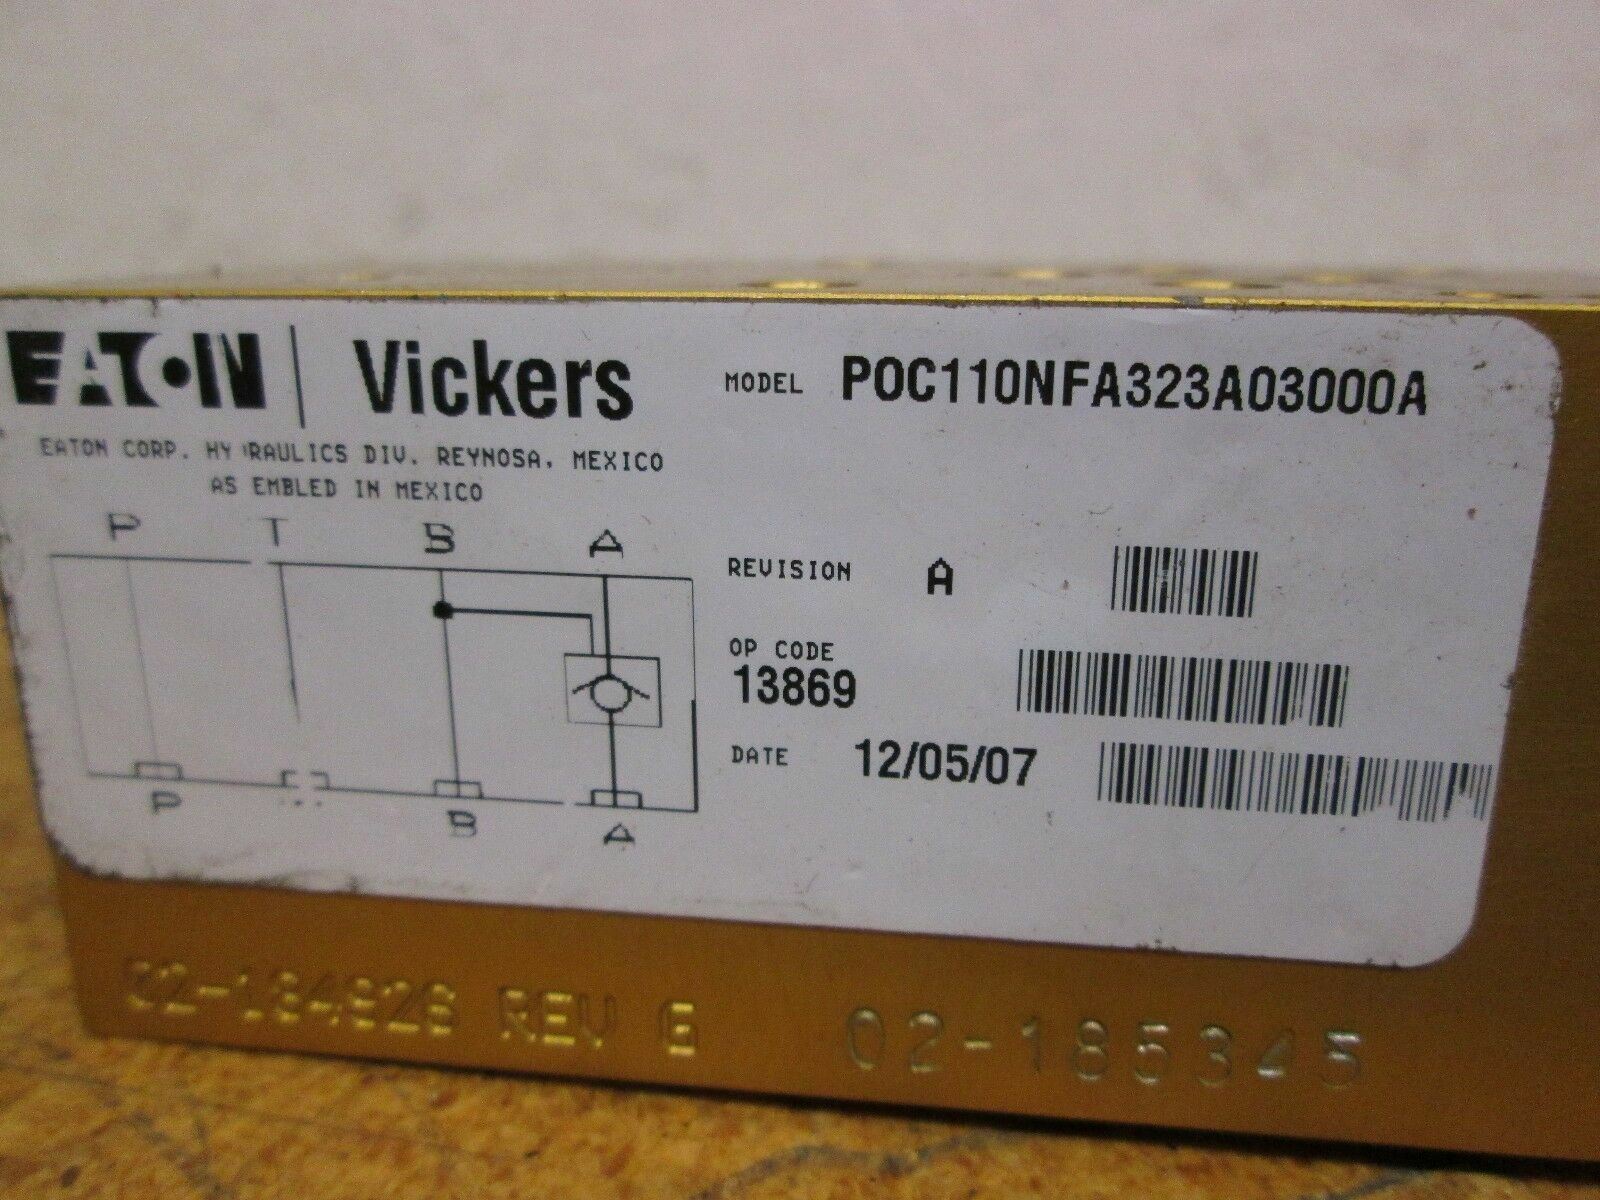 EATON | Vickers
MODEL POC110NFA323A03000A
EATON CORP. HY RAULICS DIV. REYNOSA, MEXICO
AS EMBLED IN MEXICO
P T B A
REVISION A
OP CODE
13869
DATE 12/05/07
P B A
REV G
02-185345